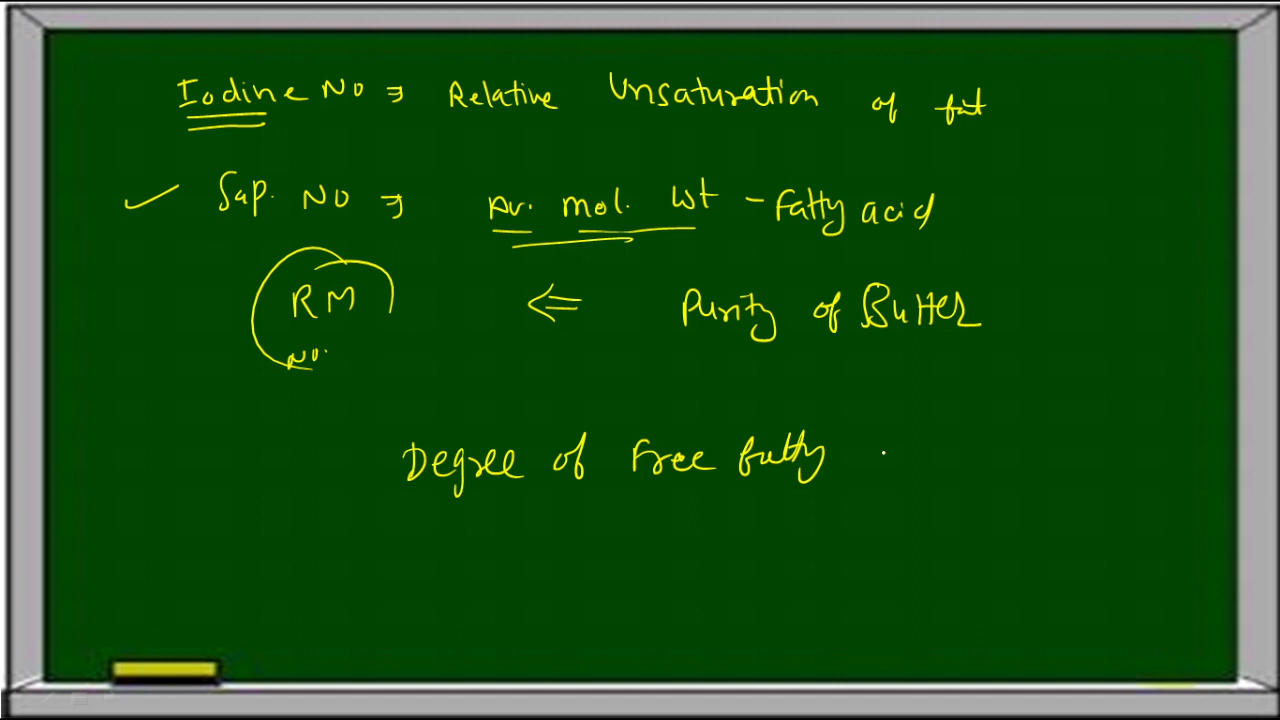 Iodine NO ⇒ Relative Unsaturation of fat
Sap. NO ⇒ Av. mol. wt - Fatty acid
RM No. ⇐ Purity of Butter
Degree of Free fatty